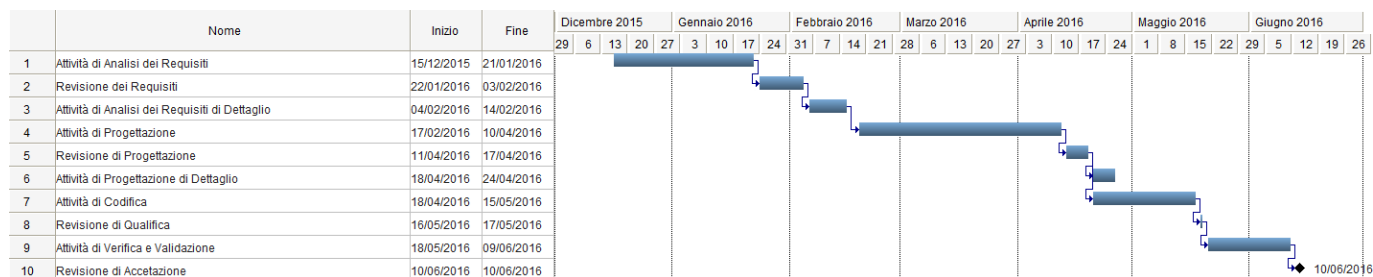 Nome Inizio Fine Dicembre 2015 Gennaio 2016 Febbraio 2016 Marzo 2016 Aprile 2016 Maggio 2016 Giugno 2016
29 6 13 20 27 3 10 17 24 31 7 14 21 28 6 13 20 27 3 10 17 24 1 8 15 22 29 5 12 19 26
1 Attività di Analisi dei Requisiti 15/12/2015 21/01/2016
2 Revisione dei Requisiti 22/01/2016 03/02/2016
3 Attività di Analisi dei Requisiti di Dettaglio 04/02/2016 14/02/2016
4 Attività di Progettazione 17/02/2016 10/04/2016
5 Revisione di Progettazione 11/04/2016 17/04/2016
6 Attività di Progettazione di Dettaglio 18/04/2016 24/04/2016
7 Attività di Codifica 18/04/2016 15/05/2016
8 Revisione di Qualifica 16/05/2016 17/05/2016
9 Attività di Verifica e Validazione 18/05/2016 09/06/2016
10 Revisione di Accetazione 10/06/2016 10/06/2016 10/06/2016